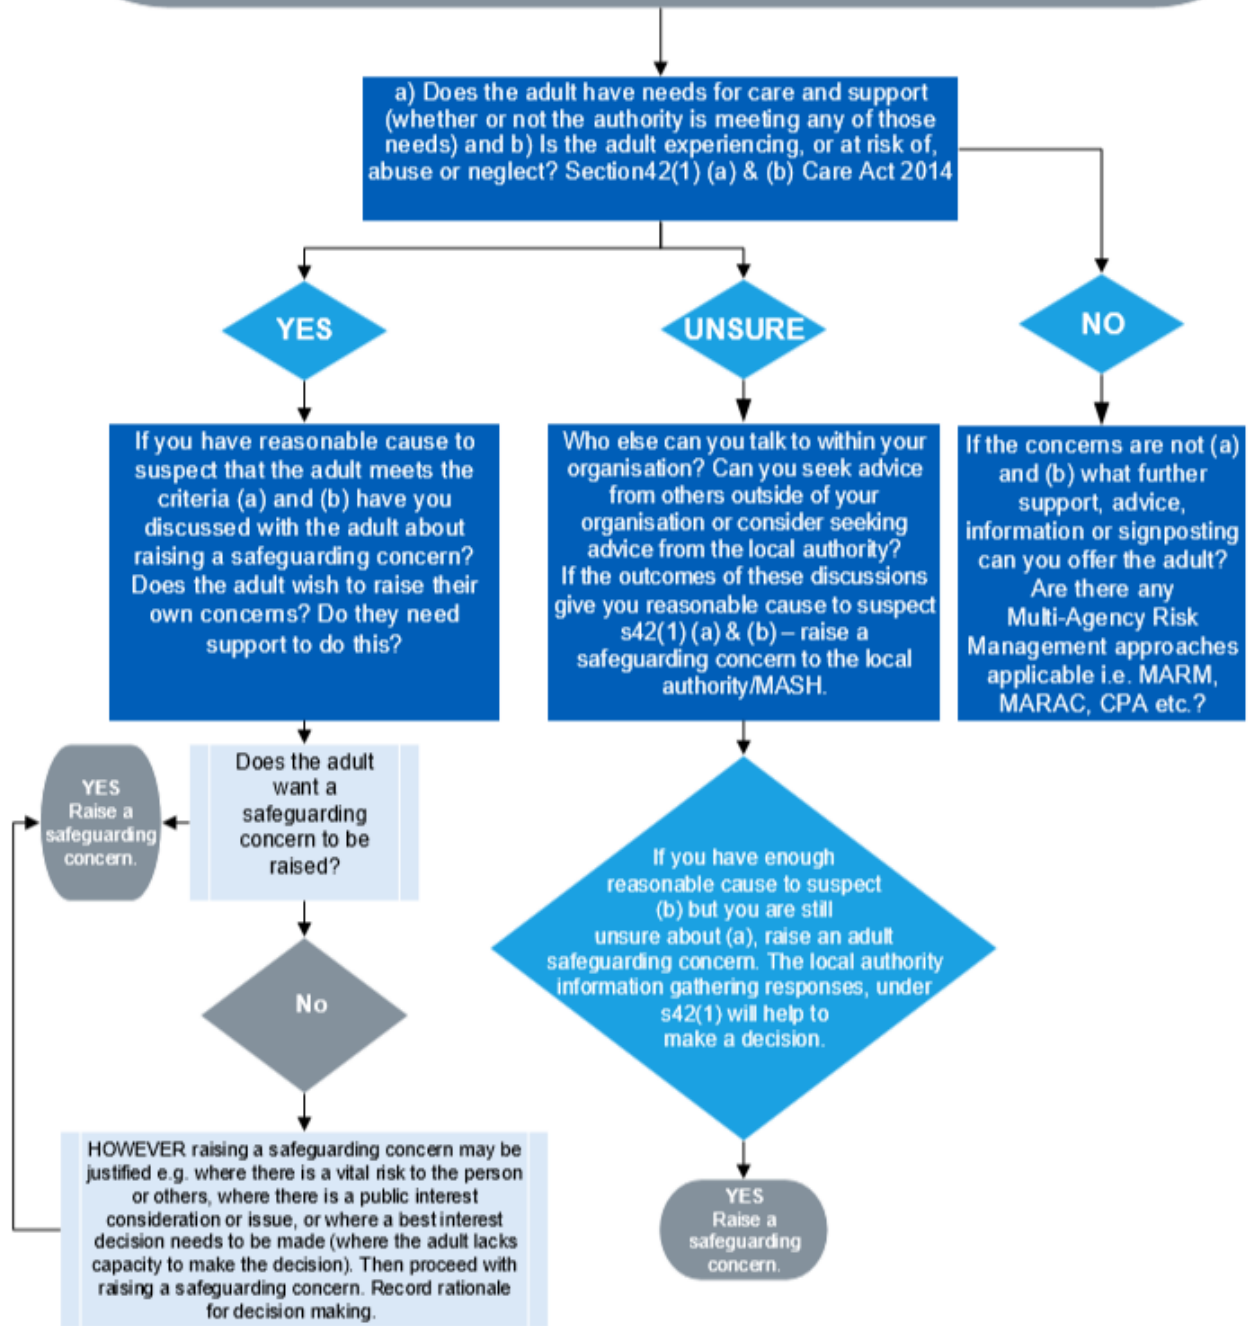 a) Does the adult have needs for care and support
(whether or not the authority is meeting any of those
needs) and b) Is the adult experiencing, or at risk of,
abuse or neglect? Section42(1) (a) & (b) Care Act 2014
YES
UNSURE
NO
If you have reasonable cause to
suspect that the adult meets the
criteria (a) and (b) have you
discussed with the adult about
raising a safeguarding concern?
Does the adult wish to raise their
own concerns? Do they need
support to do this?
Who else can you talk to within your
organisation? Can you seek advice
from others outside of your
organisation or consider seeking
advice from the local authority?
If the outcomes of these discussions
give you reasonable cause to suspect
s42(1) (a) & (b) – raise a
safeguarding concern to the local
authority/MASH.
If the concerns are not (a)
and (b) what further
support, advice,
information or signposting
can you offer the adult?
Are there any
Multi-Agency Risk
Management approaches
applicable i.e. MARM,
MARAC, CPA etc.?
YES
Raise a
safeguarding
concern.
Does the adult
want a
safeguarding
concern to be
raised?
If you have enough
reasonable cause to suspect
(b) but you are still
unsure about (a), raise an adult
safeguarding concern. The local authority
information gathering responses, under
s42(1) will help to
make a decision.
No
HOWEVER raising a safeguarding concern may be
justified e.g. where there is a vital risk to the person
or others, where there is a public interest
consideration or issue, or where a best interest
decision needs to be made (where the adult lacks
capacity to make the decision). Then proceed with
raising a safeguarding concern. Record rationale
for decision making.
YES
Raise a
safeguarding
concern.